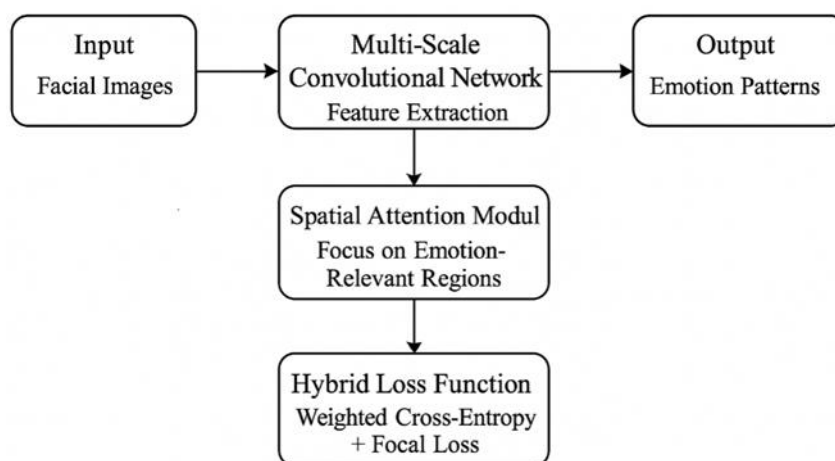 Input
Facial Images
Multi-Scale
Convolutional Network
Feature Extraction
Output
Emotion Patterns
Spatial Attention Modul
Focus on Emotion-
Relevant Regions
Hybrid Loss Function
Weighted Cross-Entropy
+ Focal Loss